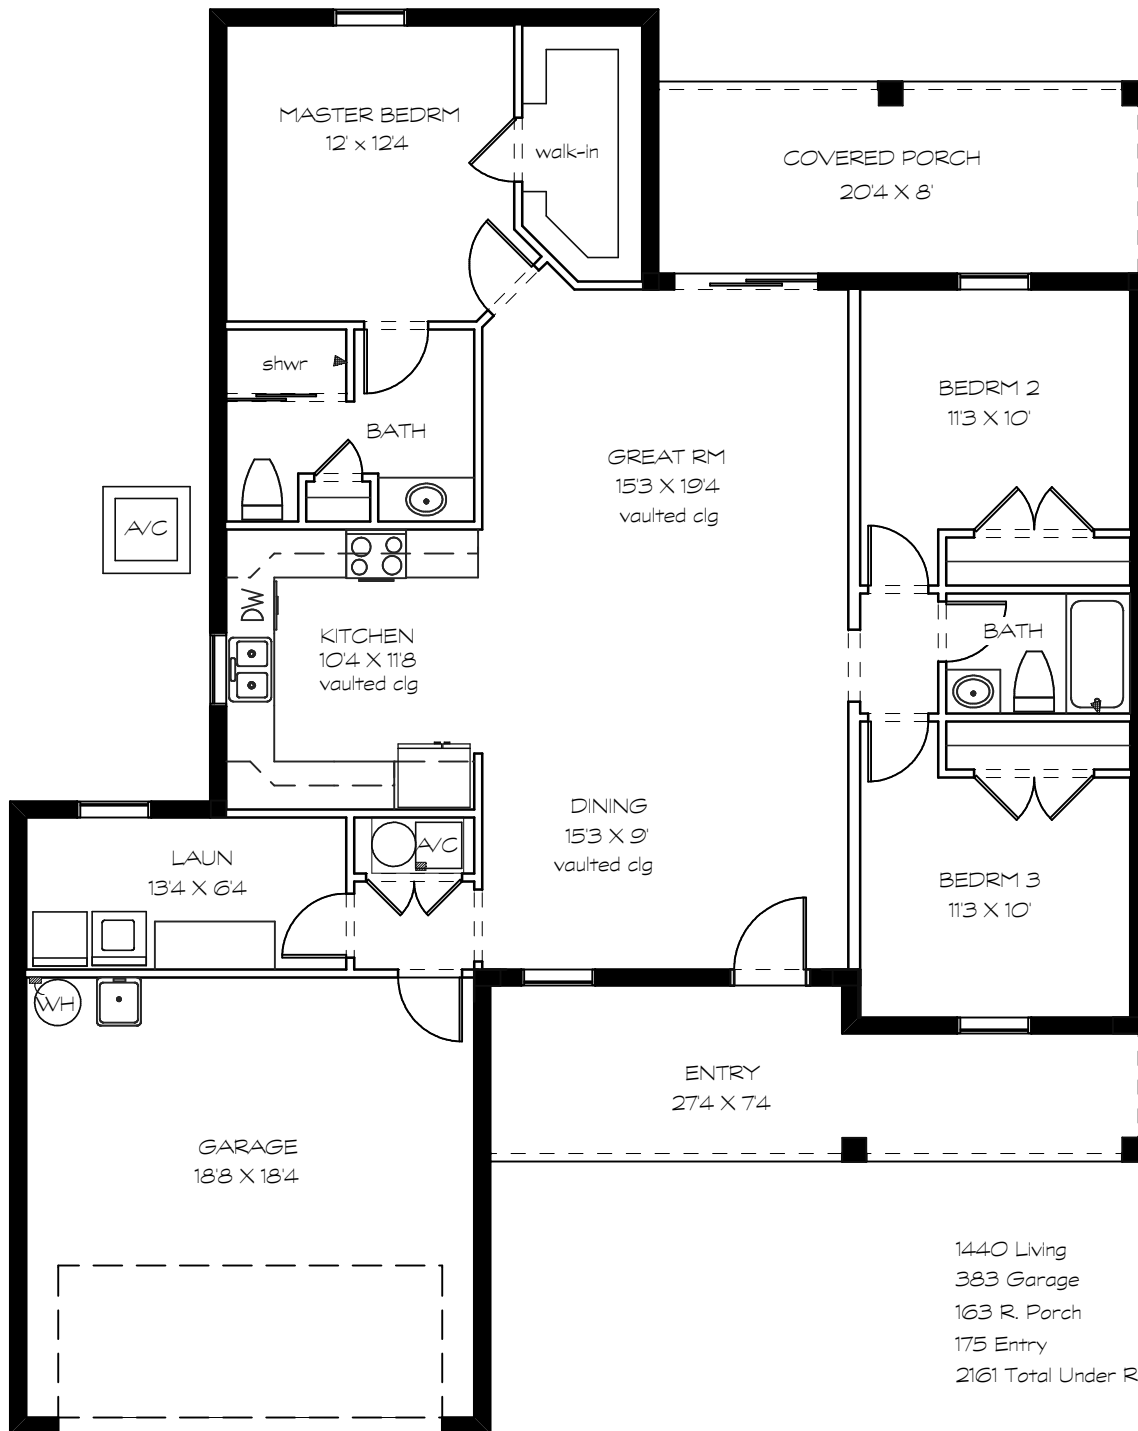 MASTER BEDRM
12' x 12'4
walk-in
COVERED PORCH
20'4 X 8'
shwr
BATH
BEDRM 2
11'3 X 10'
GREAT RM
15'3 X 19'4
vaulted clg
A/C
DW
KITCHEN
10'4 X 11'8
vaulted clg
BATH
DINING
15'3 X 9'
vaulted clg
A/C
LAUN
13'4 X 6'4
BEDRM 3
11'3 X 10'
WH
ENTRY
27'4 X 7'4
GARAGE
18'8 X 18'4
1440 Living
383 Garage
163 R. Porch
175 Entry
2161 Total Under R